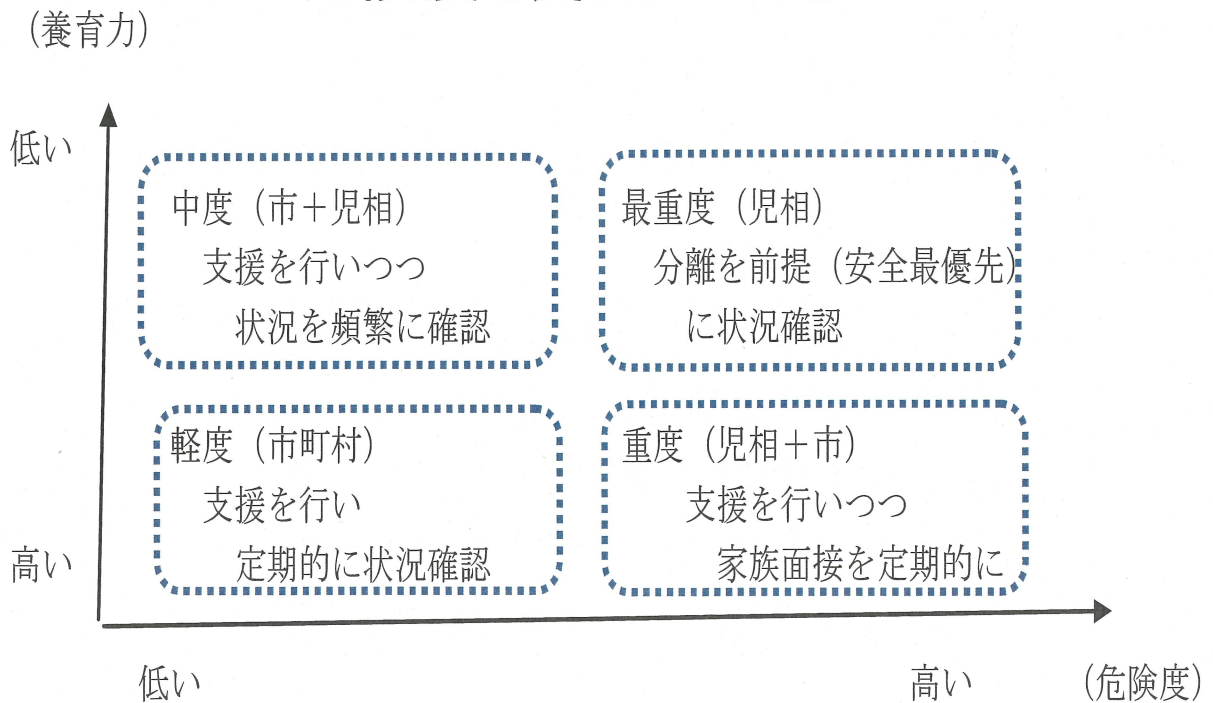 （養育力）
低い
中度（市＋児相）
支援を行いつつ
状況を頻繁に確認
最重度（児相）
分離を前提（安全最優先）
に状況確認
軽度（市町村）
支援を行い
定期的に状況確認
重度（児相＋市）
支援を行いつつ
家族面接を定期的に
高い
低い
高い
（危険度）